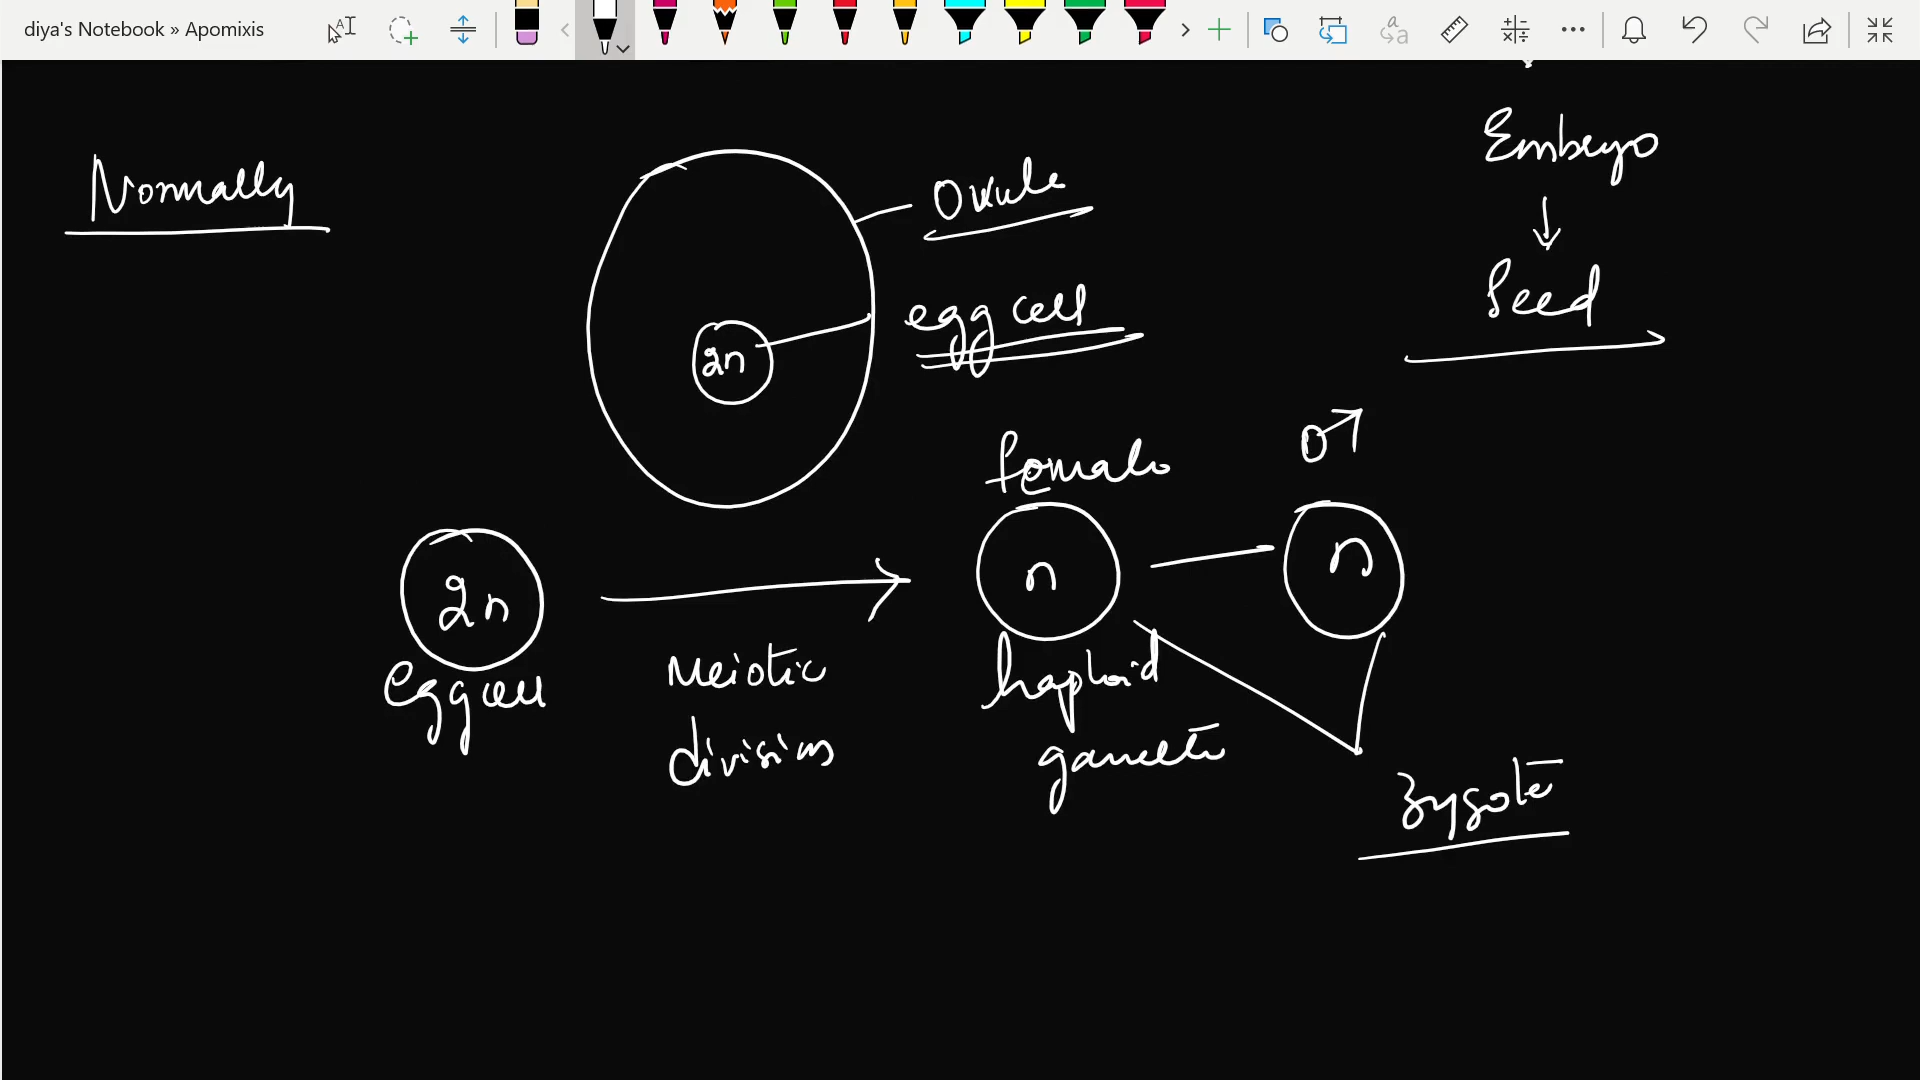 diya's Notebook » Apomixis
Embryo
Normally
Ovule
Seed
egg cell
2n
♂
female
n
n
2n
egg cell
Meiotic
haploid
division
gamete
Zygote